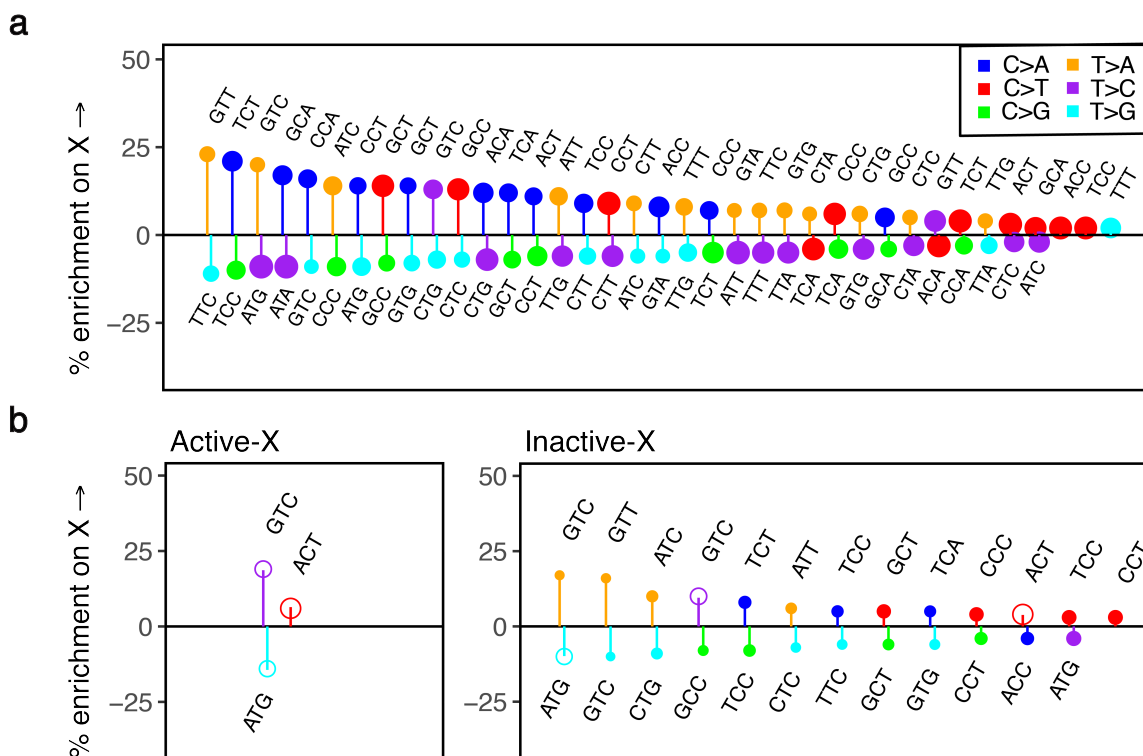 a
% enrichment on X →
50
25
0
−25
GTT TCT GTC GCA CCA ATC CCT GCT GCT GTC GCC ACA TCA ACT ATT TCC CCT CTT ACC TTT CCC GTA TTC GTG CTA CCC CTG GCC CTC GTT TCT TTG ACT GCA ACC TCC TTT
C>A T>A
C>T T>C
C>G T>G
TTC TCC ATG ATA GTC CCC ATG GCC GTG CTG CTC CTG GCT CCT TTG CTT CTT ATC GTA TTG TCT ATT TTT TTA TCA TCA GTG GCA CTA ACA CCA TTA CTC ATC
b
% enrichment on X →
Active-X
50
25
0
−25
GTC ACT
ATG
Inactive-X
50
25
0
−25
GTC GTT ATC GTC TCT ATT TCC GCT TCA CCC ACT TCC CCT
ATG GTC CTG GCC TCC CTC TTC GCT GTG CCT ACC ATG